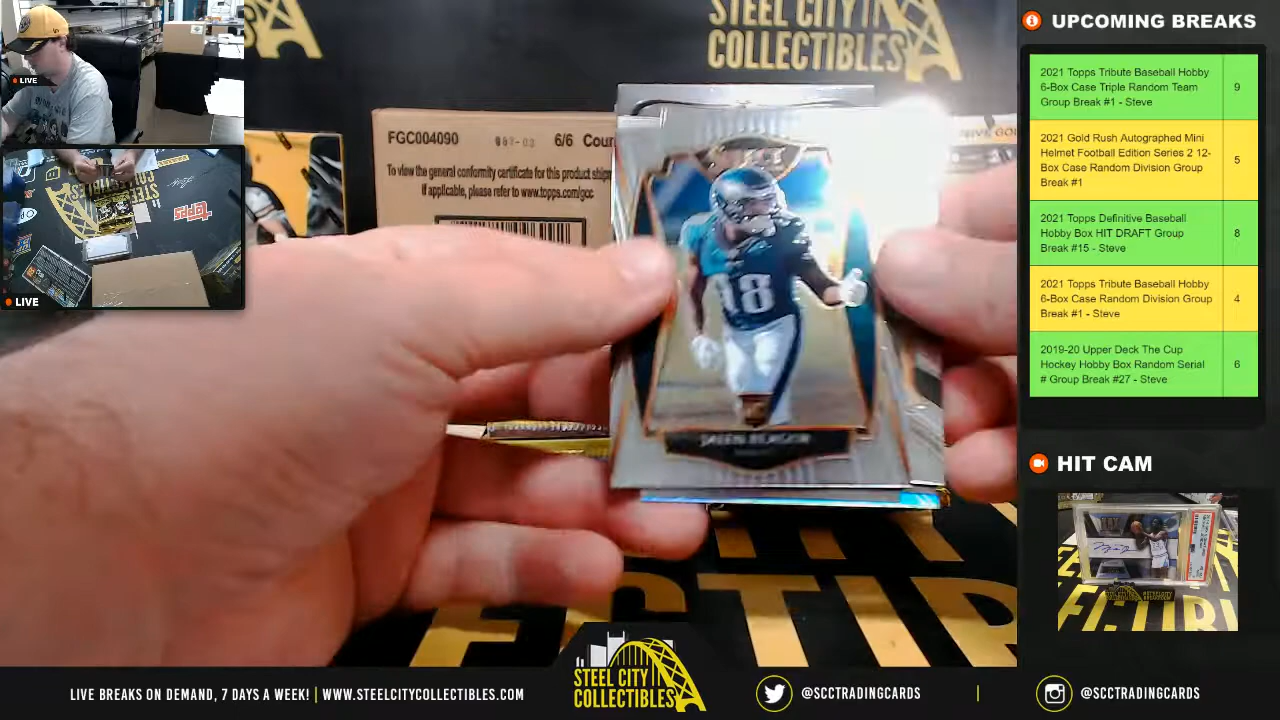 LIVE
LIVE
STEEL CITY
COLLECTIBLES
FGC004090
6/6
To view the general conformity certificate for this product
if applicable, please refer to www.topps.com/gcc
18
JALEN REAGOR
topps
UPCOMING BREAKS
2021 Topps Tribute Baseball Hobby
6-Box Case Triple Random Team
Group Break #1 - Steve
9
2021 Gold Rush Autographed Mini
Helmet Football Edition Series 2 12-
Box Case Random Division Group
Break #1
5
2021 Topps Definitive Baseball
Hobby Box HIT DRAFT Group
Break #15 - Steve
8
2021 Topps Tribute Baseball Hobby
6-Box Case Random Division Group
Break #1 - Steve
4
2019-20 Upper Deck The Cup
Hockey Hobby Box Random Serial
# Group Break #27 - Steve
6
HIT CAM
LIVE BREAKS ON DEMAND, 7 DAYS A WEEK! | WWW.STEELCITYCOLLECTIBLES.COM
STEEL CITY
COLLECTIBLES
@SCCTRADINGCARDS
@SCCTRADINGCARDS